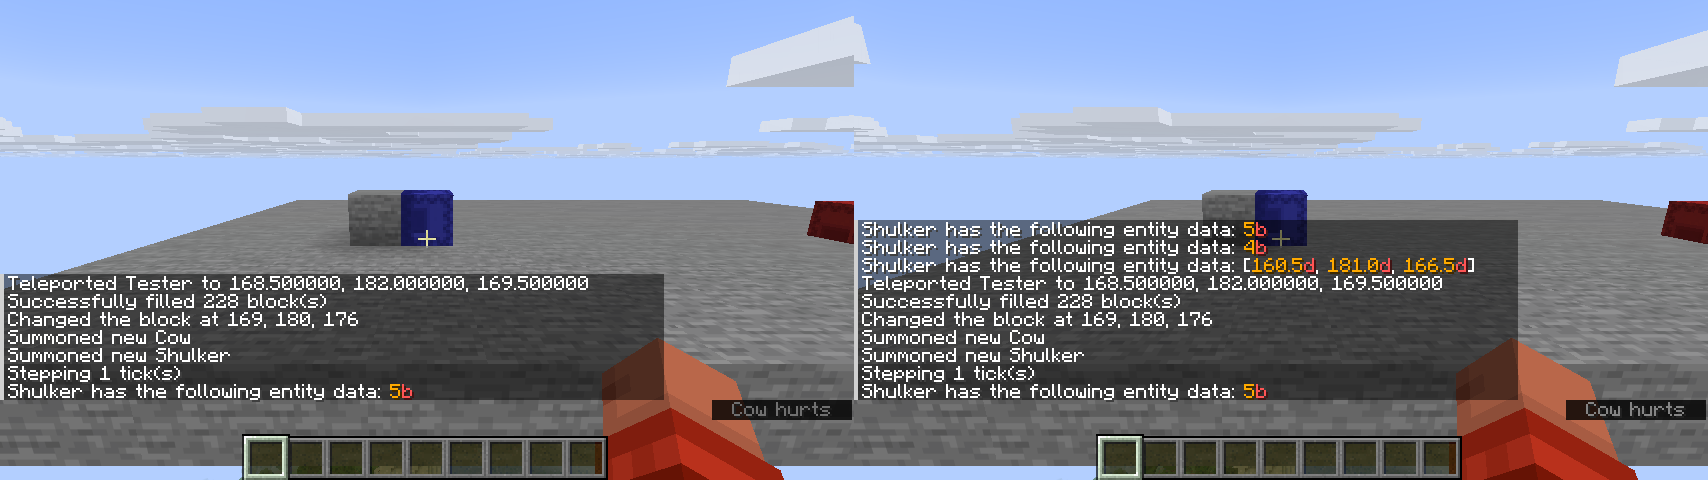 Teleported Tester to 168.500000, 182.000000, 169.500000
Successfully filled 228 block(s)
Changed the block at 169, 180, 176
Summoned new Cow
Summoned new Shulker
Stepping 1 tick(s)
Shulker has the following entity data: 5b
Cow hurts
Shulker has the following entity data: 5b
Shulker has the following entity data: 4b
Shulker has the following entity data: [160.5d, 181.0d, 166.5d]
Teleported Tester to 168.500000, 182.000000, 169.500000
Successfully filled 228 block(s)
Changed the block at 169, 180, 176
Summoned new Cow
Summoned new Shulker
Stepping 1 tick(s)
Shulker has the following entity data: 5b
Cow hurts